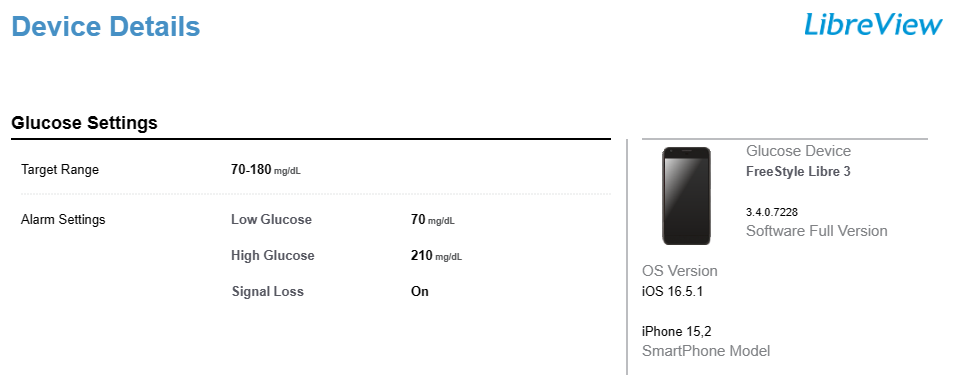 Device Details
LibreView
Glucose Settings
Target Range 70-180 mg/dL
Alarm Settings Low Glucose 70 mg/dL
High Glucose 210 mg/dL
Signal Loss On
Glucose Device
FreeStyle Libre 3
3.4.0.7228
Software Full Version
OS Version
iOS 16.5.1
iPhone 15,2
SmartPhone Model